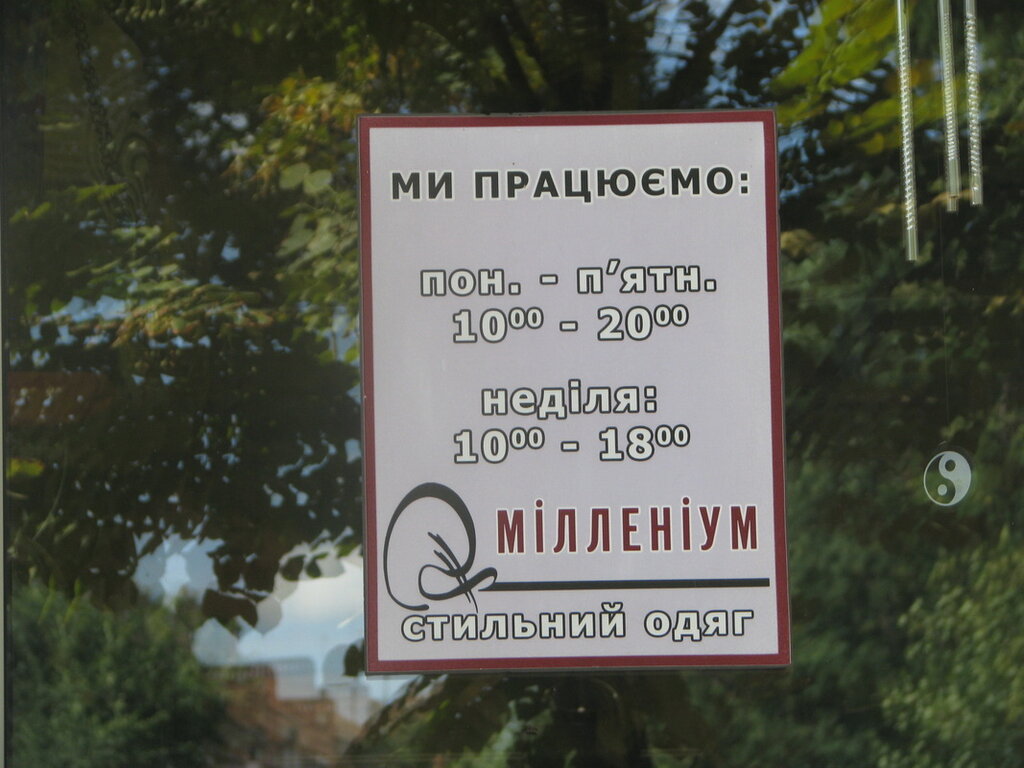 МИ ПРАЦЮЄМО:
пон. - п'ятн.
10⁰⁰ - 20⁰⁰
неділя:
10⁰⁰ - 18⁰⁰
МіЛЛЕНіУМ
стильний одяг